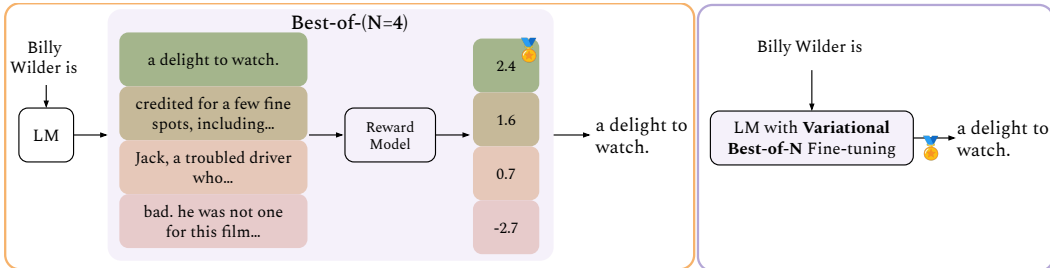 Best-of-(N=4)
Billy
Wilder is
LM
a delight to watch.
credited for a few fine
spots, including...
Jack, a troubled driver
who...
bad. he was not one
for this film...
Reward
Model
2.4
1.6
0.7
-2.7
a delight to
watch.
Billy Wilder is
LM with Variational
Best-of-N Fine-tuning
a delight to
watch.